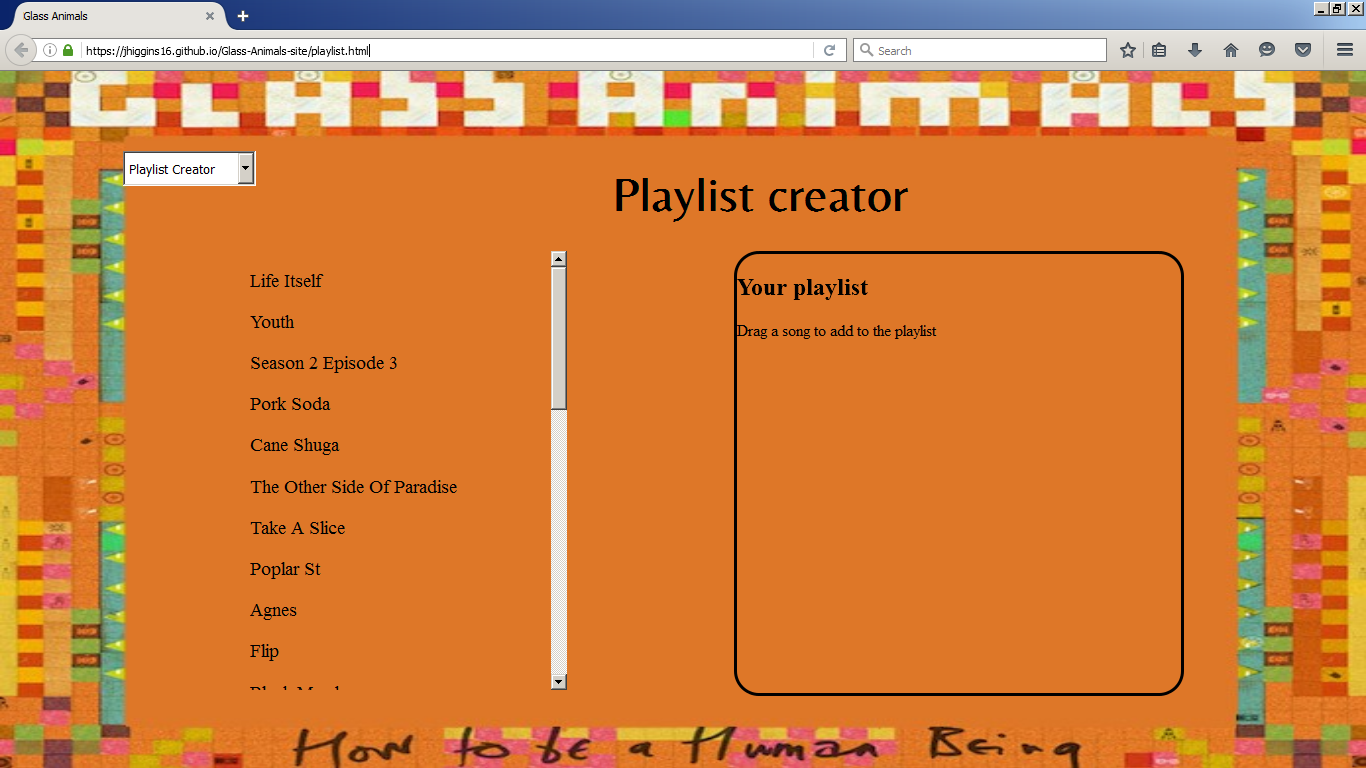 Glass Animals
https://jhiggins16.github.io/Glass-Animals-site/playlist.html
Search
GLASS ANIMALS
Playlist Creator
Playlist creator
Life Itself
Youth
Season 2 Episode 3
Pork Soda
Cane Shuga
The Other Side Of Paradise
Take A Slice
Poplar St
Agnes
Flip
Your playlist
Drag a song to add to the playlist
How to be a Human Being